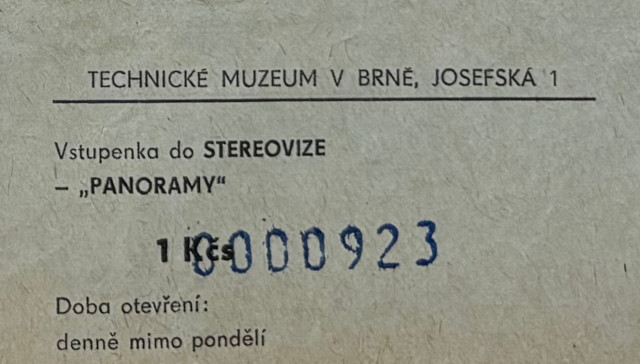 TECHNICKÉ MUZEUM V BRNĚ, JOSEFSKÁ 1
Vstupenka do STEREOVIZE
– „PANORAMY“
1 Kčs 0000923
Doba otevření:
denně mimo pondělí